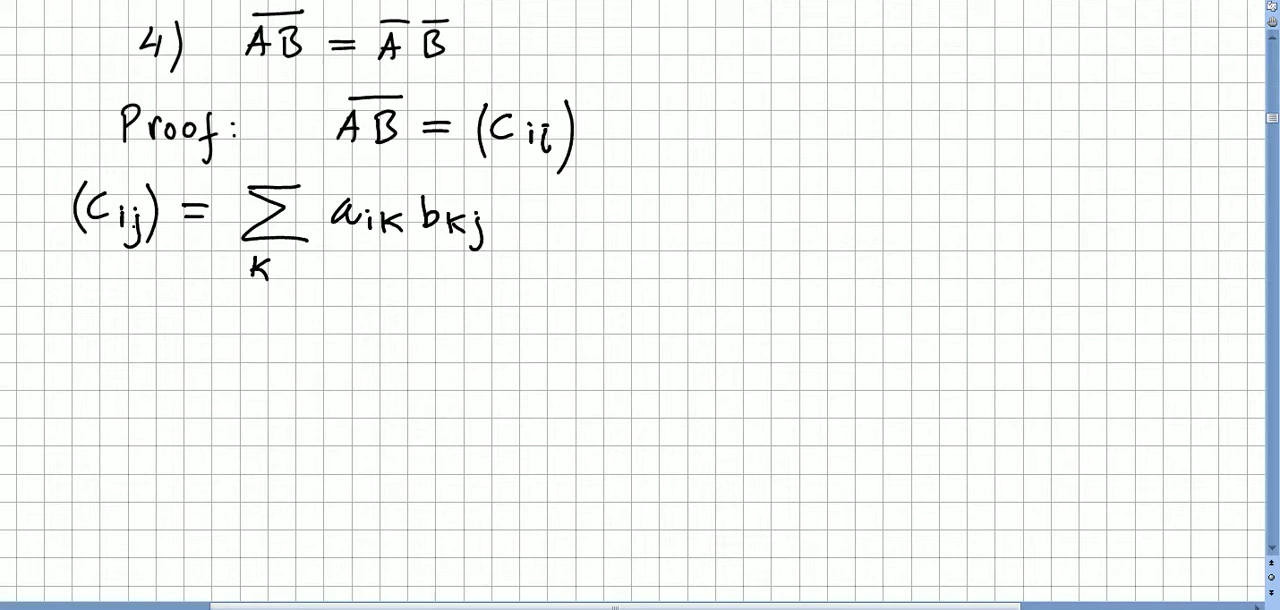 4) \overline{AB} = \overline{A} \overline{B}
Proof: \overline{AB} = (C_{ij})
(C_{ij}) = \sum_{K} a_{iK} b_{Kj}